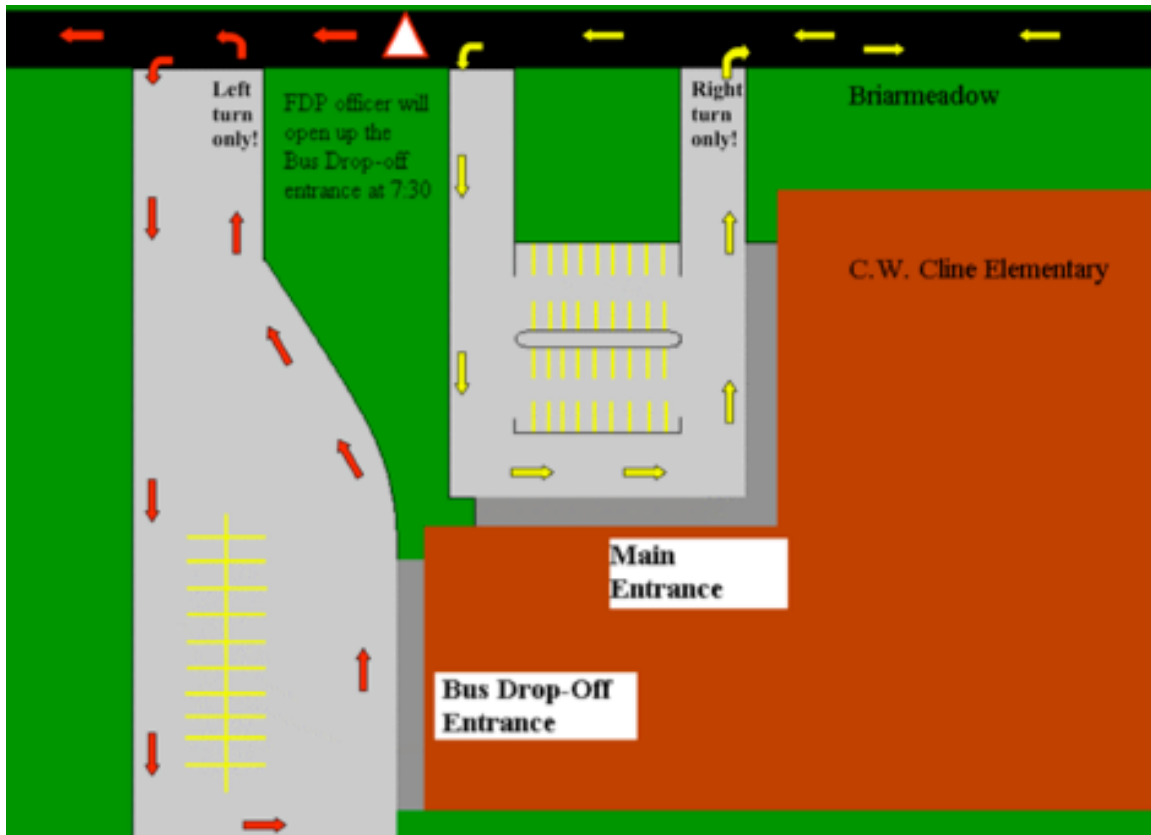 Left
turn
only!
FDP officer will
open up the
Bus Drop-off
entrance at 7:30
Right
turn
only!
Briarmeadow
C.W. Cline Elementary
Main
Entrance
Bus Drop-Off
Entrance